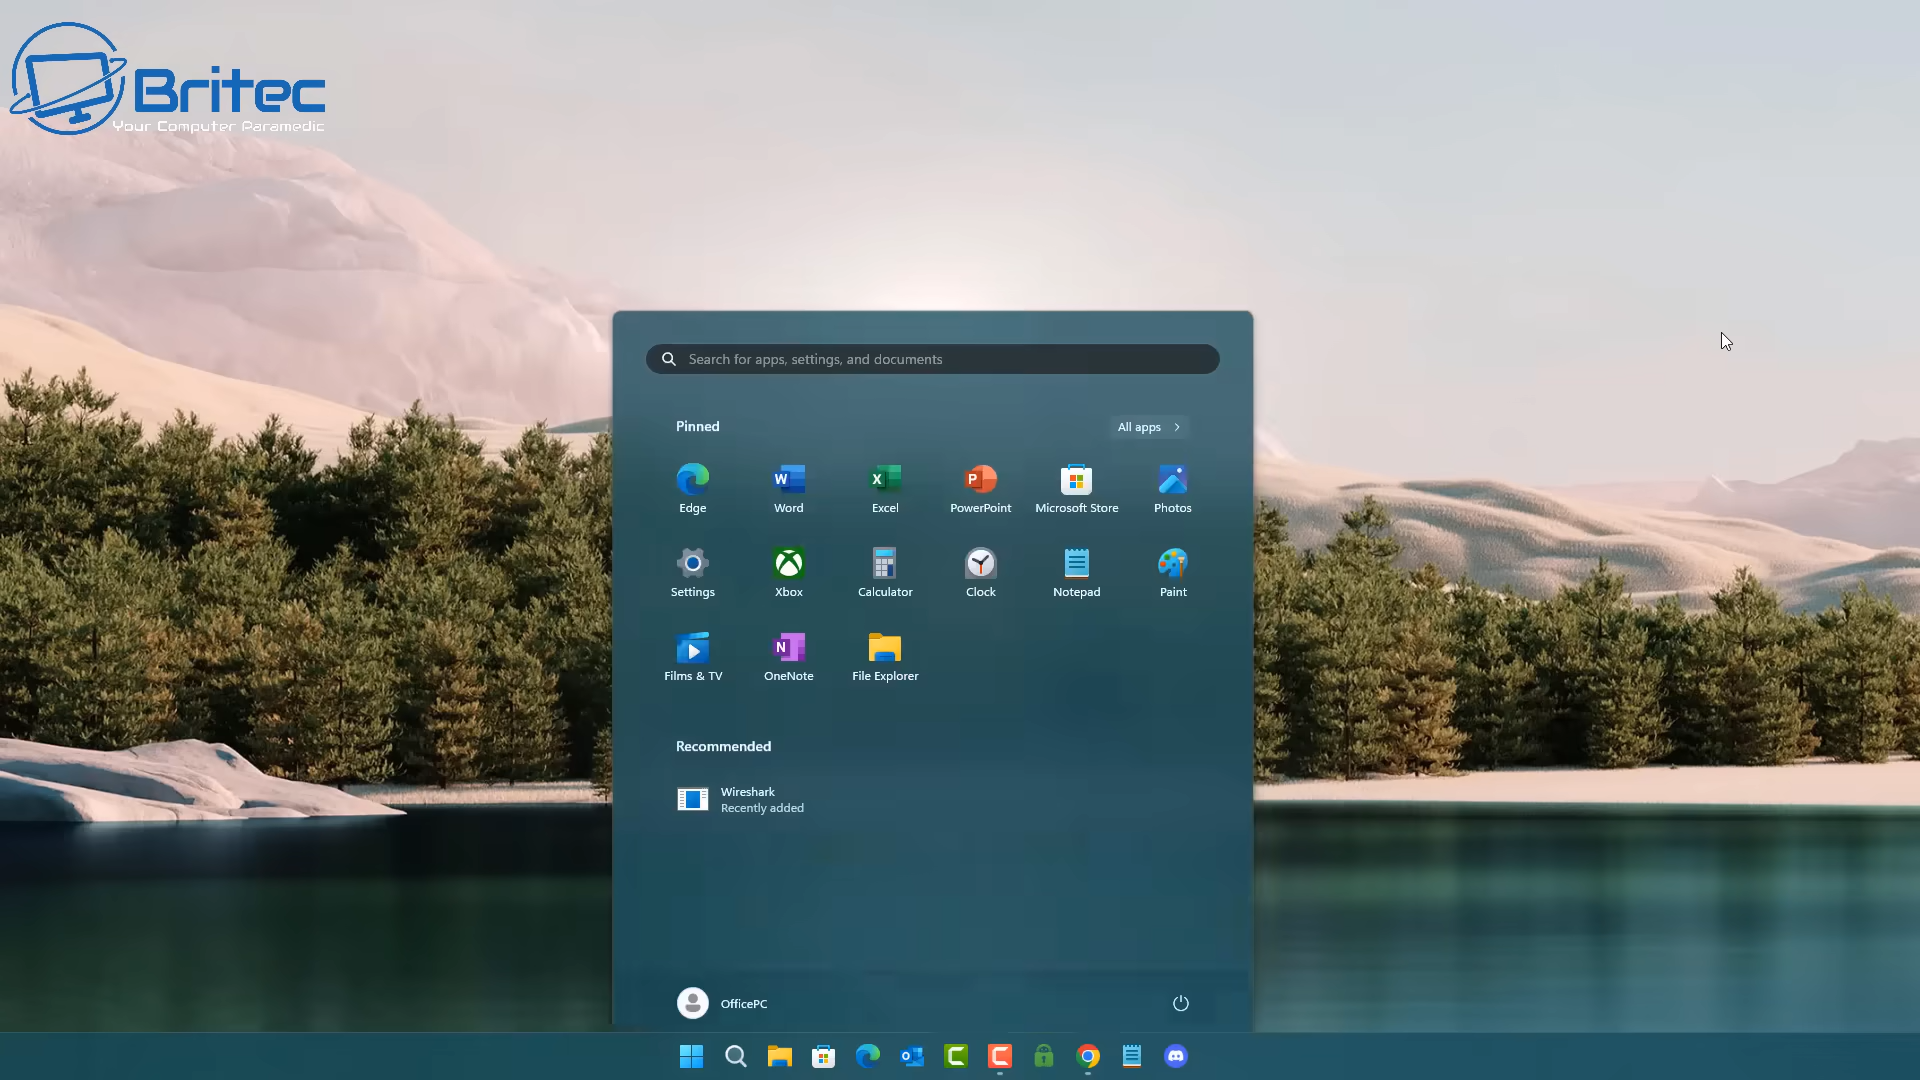 Britec
Your Computer Paramedic
Search for apps, settings, and documents
Pinned
All apps
Edge
Word
Excel
PowerPoint
Microsoft Store
Photos
Settings
Xbox
Calculator
Clock
Notepad
Paint
Films & TV
OneNote
File Explorer
Recommended
Wireshark
Recently added
OfficePC